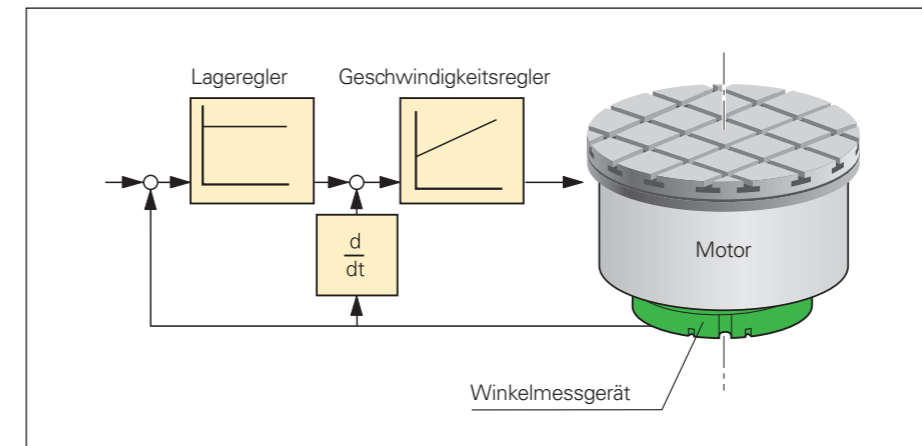 Lageregler
Geschwindigkeitsregler
Motor
d
dt
Winkelmessgerät